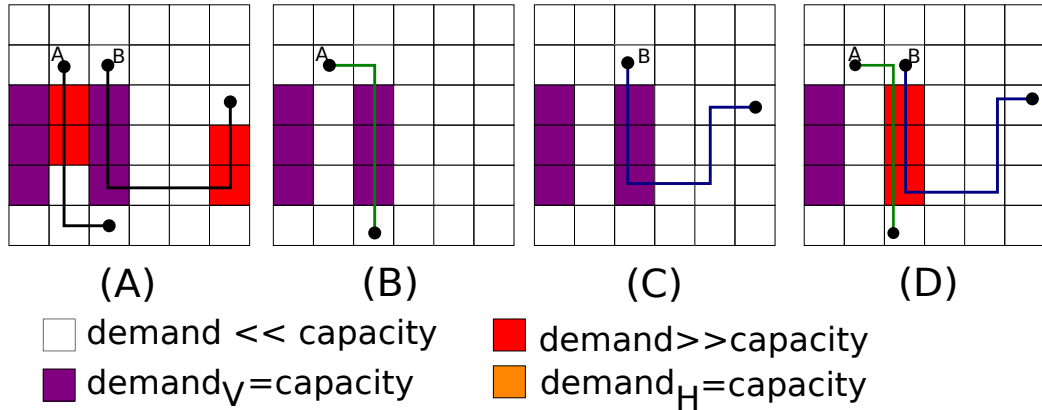 A B A B A B
(A) (B) (C) (D)
demand << capacity demand>>capacity
demandV=capacity demandH=capacity